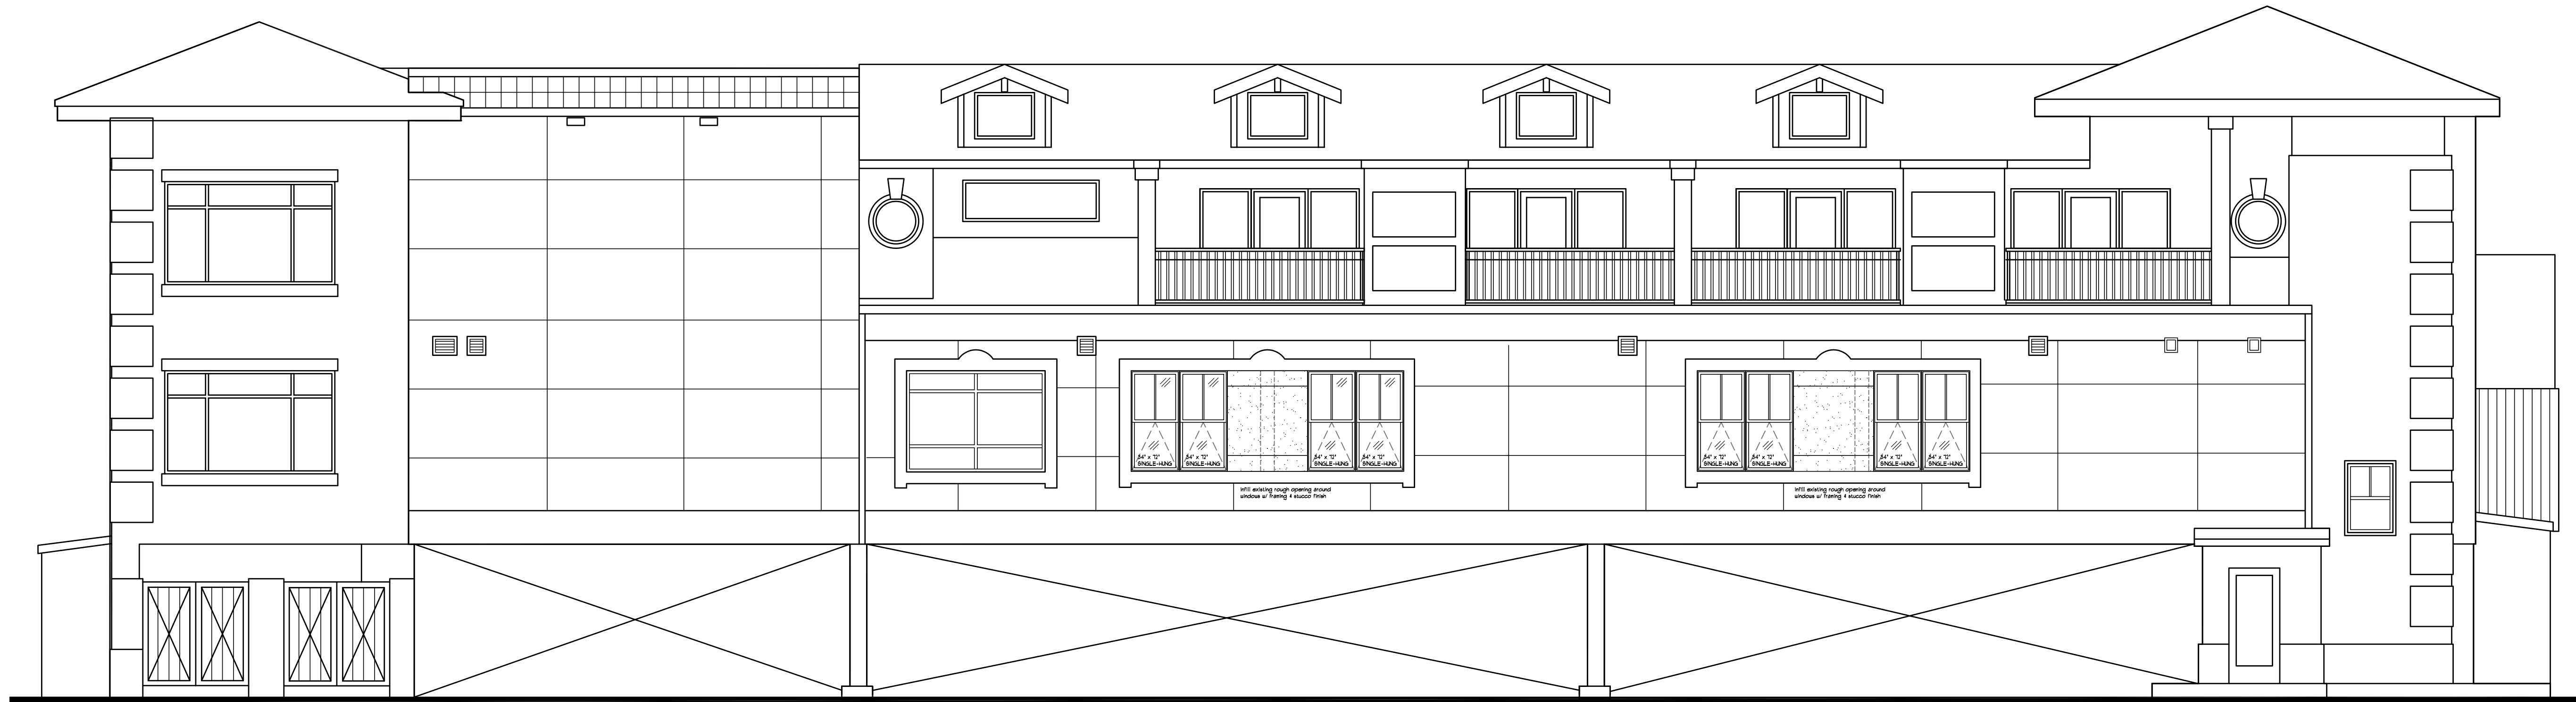 54" x 72"
SINGLE-HUNG
54" x 72"
SINGLE-HUNG
54" x 72"
SINGLE-HUNG
54" x 72"
SINGLE-HUNG
Infill existing rough opening around
windows w/ framing & stucco finish
54" x 72"
SINGLE-HUNG
54" x 72"
SINGLE-HUNG
54" x 72"
SINGLE-HUNG
54" x 72"
SINGLE-HUNG
Infill existing rough opening around
windows w/ framing & stucco finish